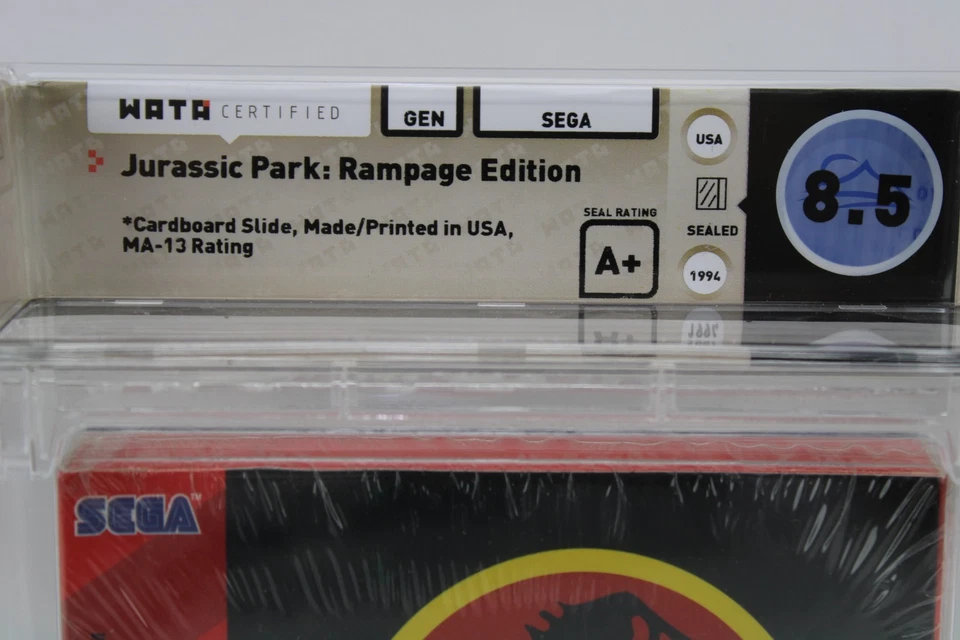 WATA CERTIFIED
GEN
SEGA
USA
Jurassic Park: Rampage Edition
8.5
*Cardboard Slide, Made/Printed in USA,
MA-13 Rating
SEAL RATING
A+
SEALED
1994
SEGA™